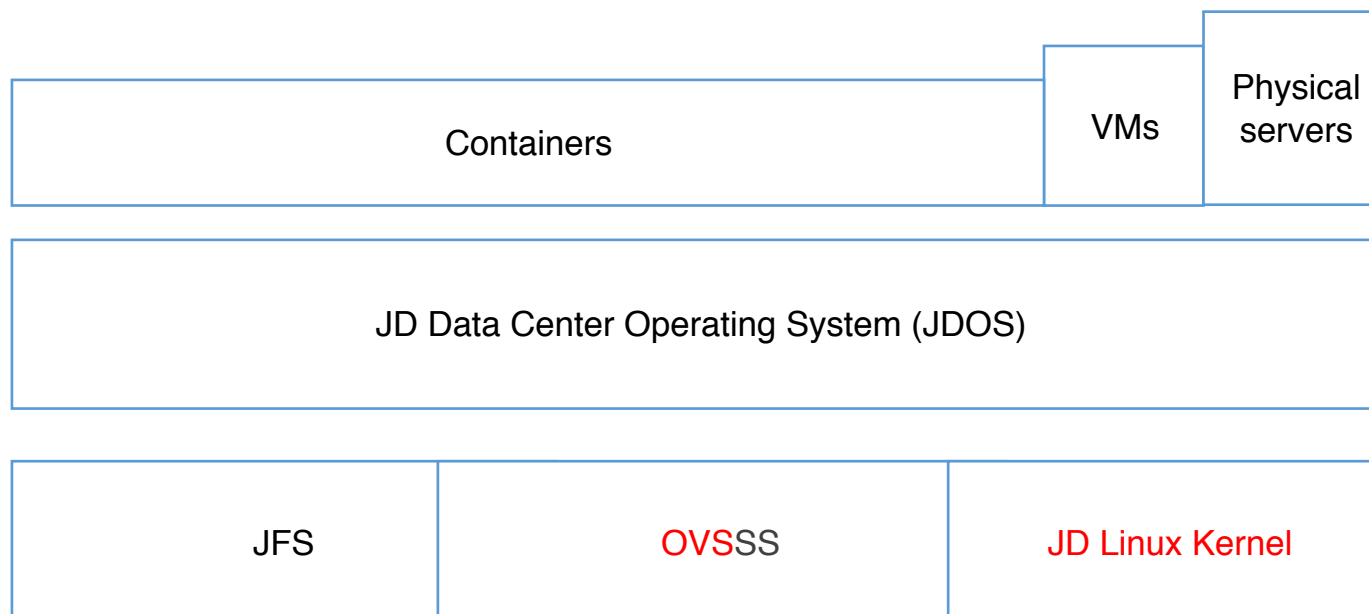 Physical
servers
VMs
Containers
JD Data Center Operating System (JDOS)
JFS
OVSSS
JD Linux Kernel